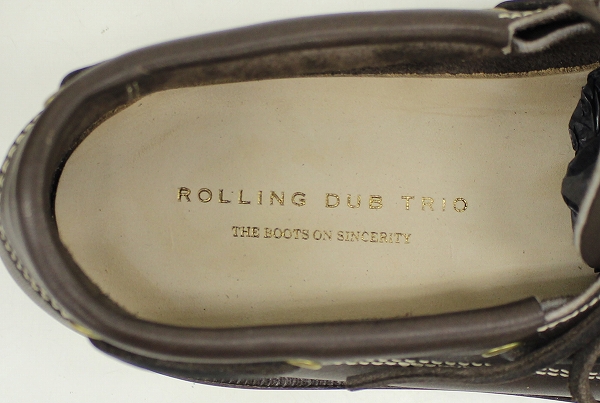 ROLLING DUB TRIO
THE BOOTS ON SINCERITY